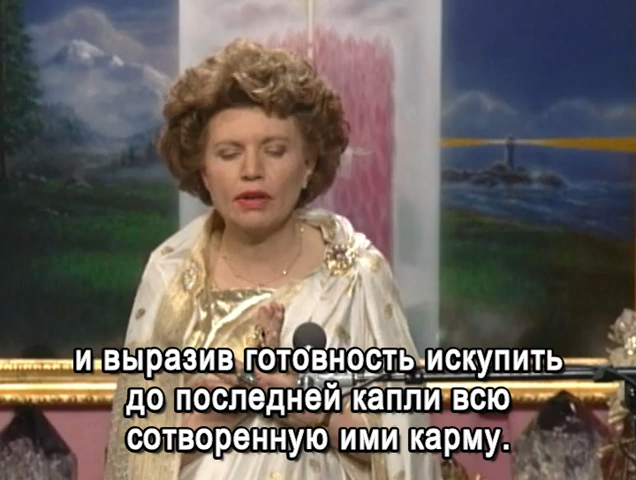 и выразив готовность искупить
до последней капли всю
сотворенную ими карму.